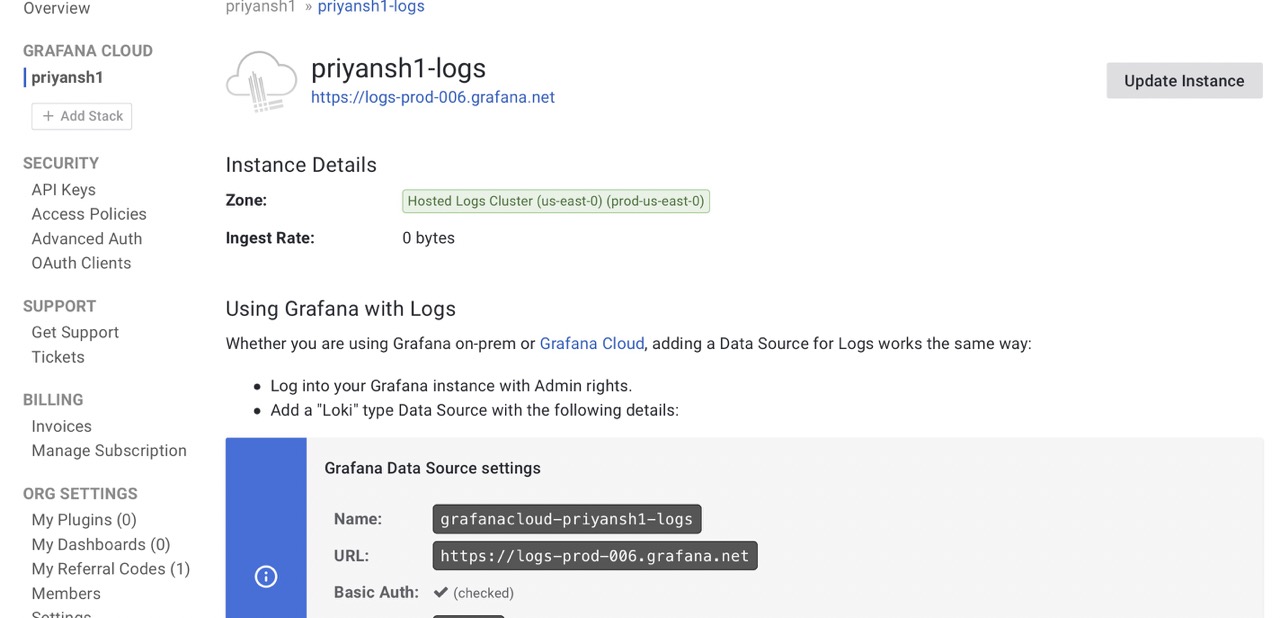 Overview
GRAFANA CLOUD
priyansh1
+ Add Stack
SECURITY
API Keys
Access Policies
Advanced Auth
OAuth Clients
SUPPORT
Get Support
Tickets
BILLING
Invoices
Manage Subscription
ORG SETTINGS
My Plugins (0)
My Dashboards (0)
My Referral Codes (1)
Members
Settings
priyansh1 » priyansh1-logs
priyansh1-logs
https://logs-prod-006.grafana.net
Update Instance
Instance Details
Zone: Hosted Logs Cluster (us-east-0) (prod-us-east-0)
Ingest Rate: 0 bytes
Using Grafana with Logs
Whether you are using Grafana on-prem or Grafana Cloud, adding a Data Source for Logs works the same way:
• Log into your Grafana instance with Admin rights.
• Add a "Loki" type Data Source with the following details:
Grafana Data Source settings
Name: grafanacloud-priyansh1-logs
URL: https://logs-prod-006.grafana.net
Basic Auth: ✔ (checked)